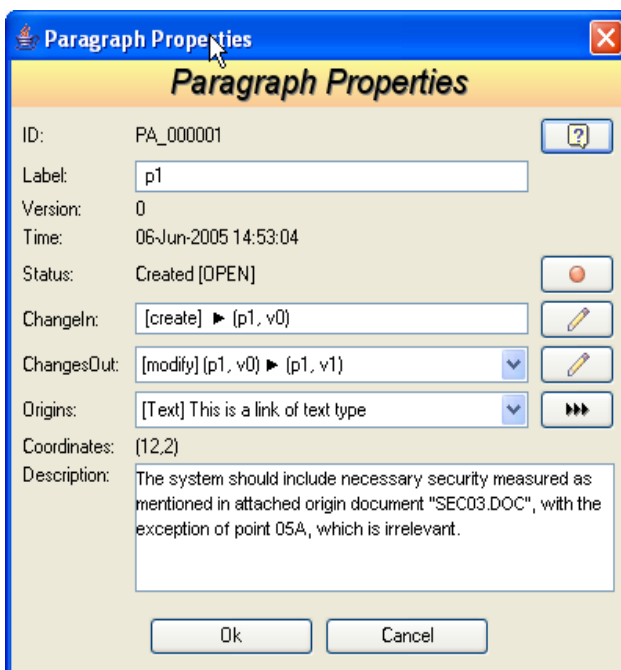 Paragraph Properties
Paragraph Properties
ID: PA_000001
Label: p1
Version: 0
Time: 06-Jun-2005 14:53:04
Status: Created [OPEN]
ChangeIn: [create] ► (p1, v0)
ChangesOut: [modify] (p1, v0) ► (p1, v1)
Origins: [Text] This is a link of text type
Coordinates: (12,2)
Description: The system should include necessary security measured as
mentioned in attached origin document "SEC03.DOC", with the
exception of point 05A, which is irrelevant.
Ok Cancel